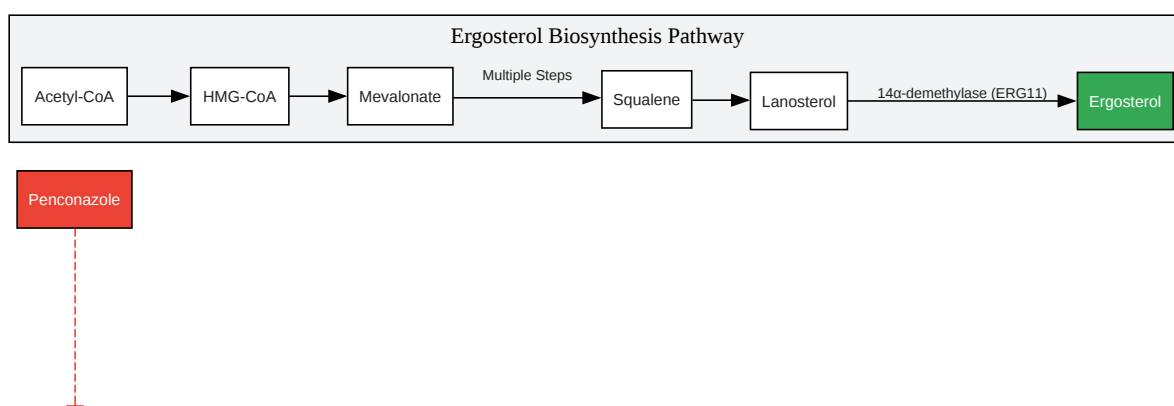 Ergosterol Biosynthesis Pathway
Acetyl-CoA
HMG-CoA
Mevalonate
Multiple Steps
Squalene
Lanosterol
14α-demethylase (ERG11)
Ergosterol
Penconazole